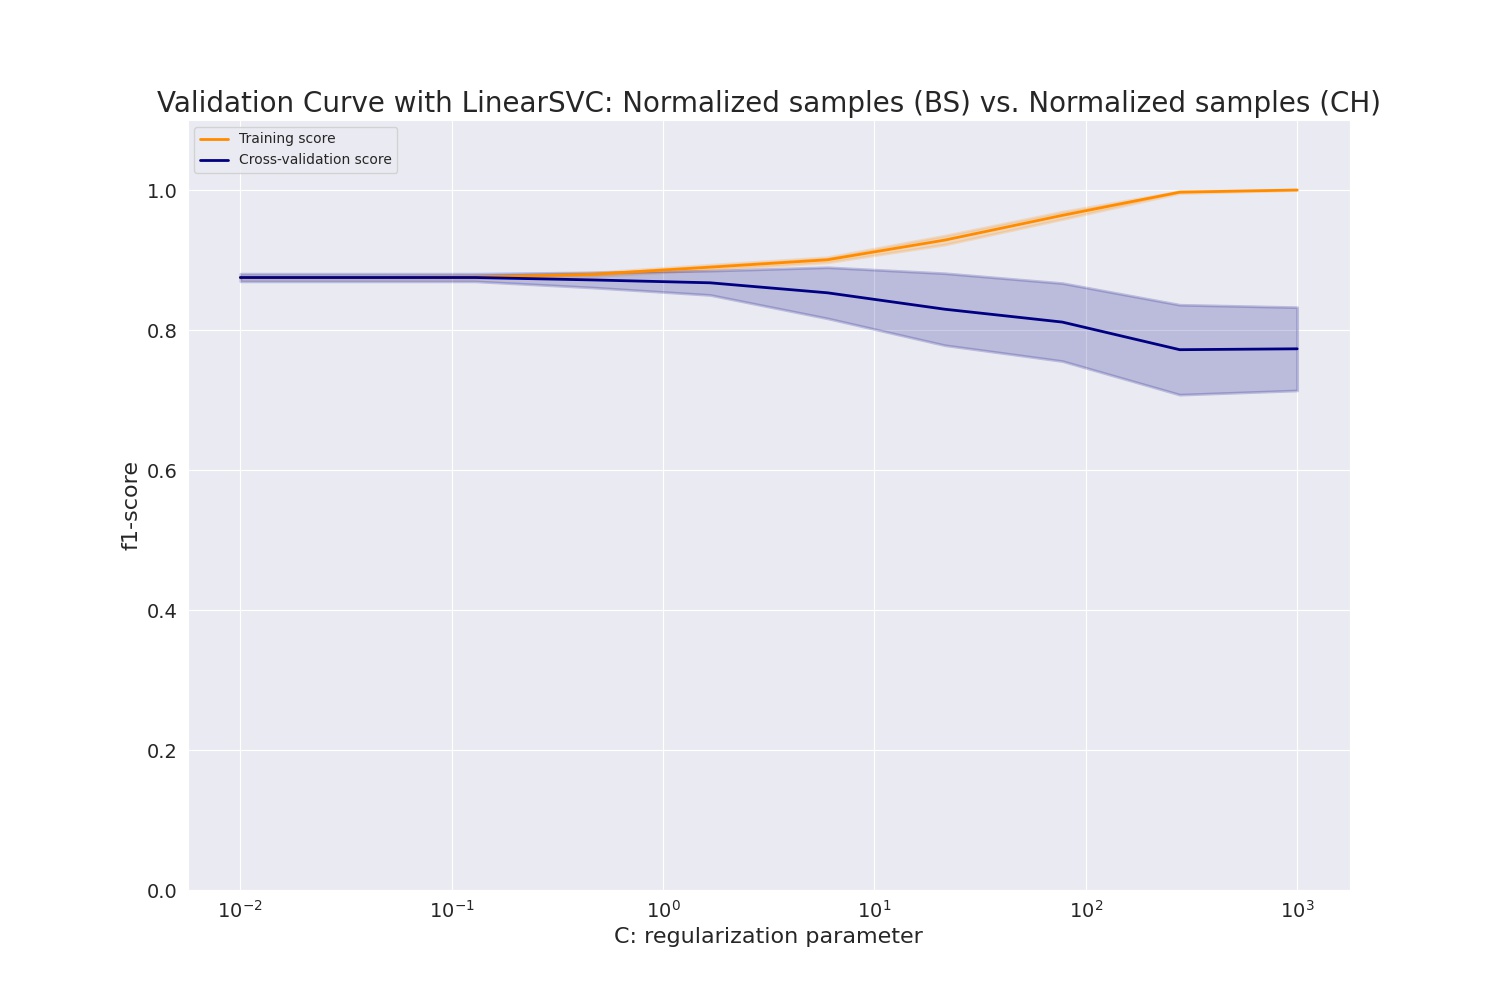 Validation Curve with LinearSVC: Normalized samples (BS) vs. Normalized samples (CH)
Training score
Cross-validation score
1.0
0.8
0.6
0.4
0.2
0.0
f1-score
10⁻² 10⁻¹ 10⁰ 10¹ 10² 10³
C: regularization parameter